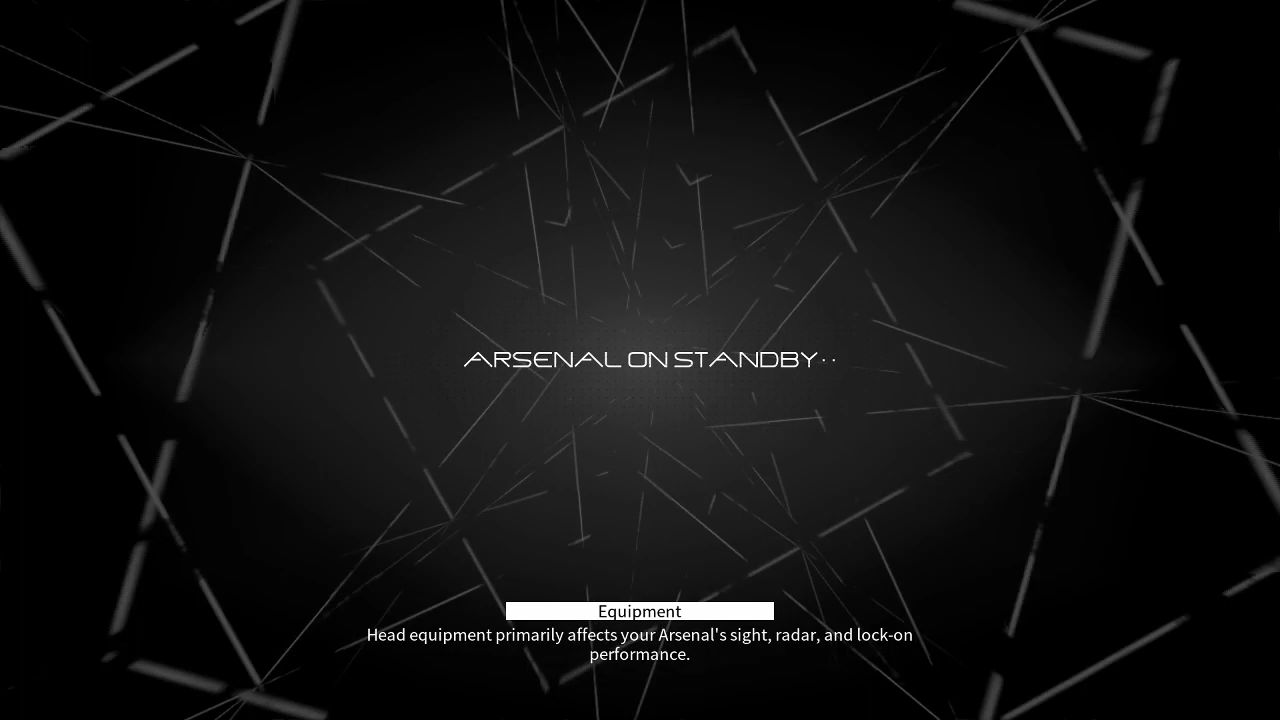 ARSENAL ON STANDBY··
Equipment
Head equipment primarily affects your Arsenal's sight, radar, and lock-on
performance.